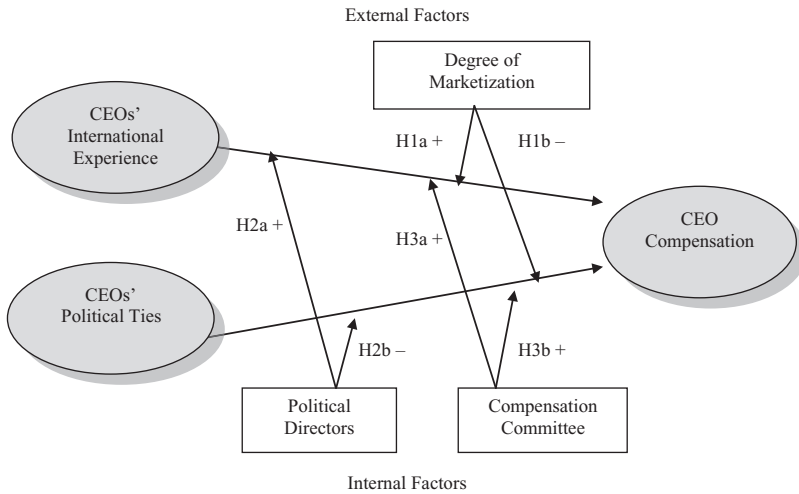 External Factors
Degree of
Marketization
CEOs'
International
Experience
H1a +
H1b –
CEO
Compensation
H2a +
H3a +
CEOs'
Political Ties
H2b –
H3b +
Political
Directors
Compensation
Committee
Internal Factors